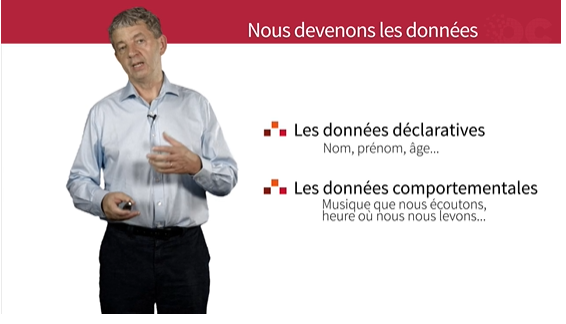 Nous devenons les données
Les données déclaratives
Nom, prénom, âge...
Les données comportementales
Musique que nous écoutons,
heure où nous nous levons...